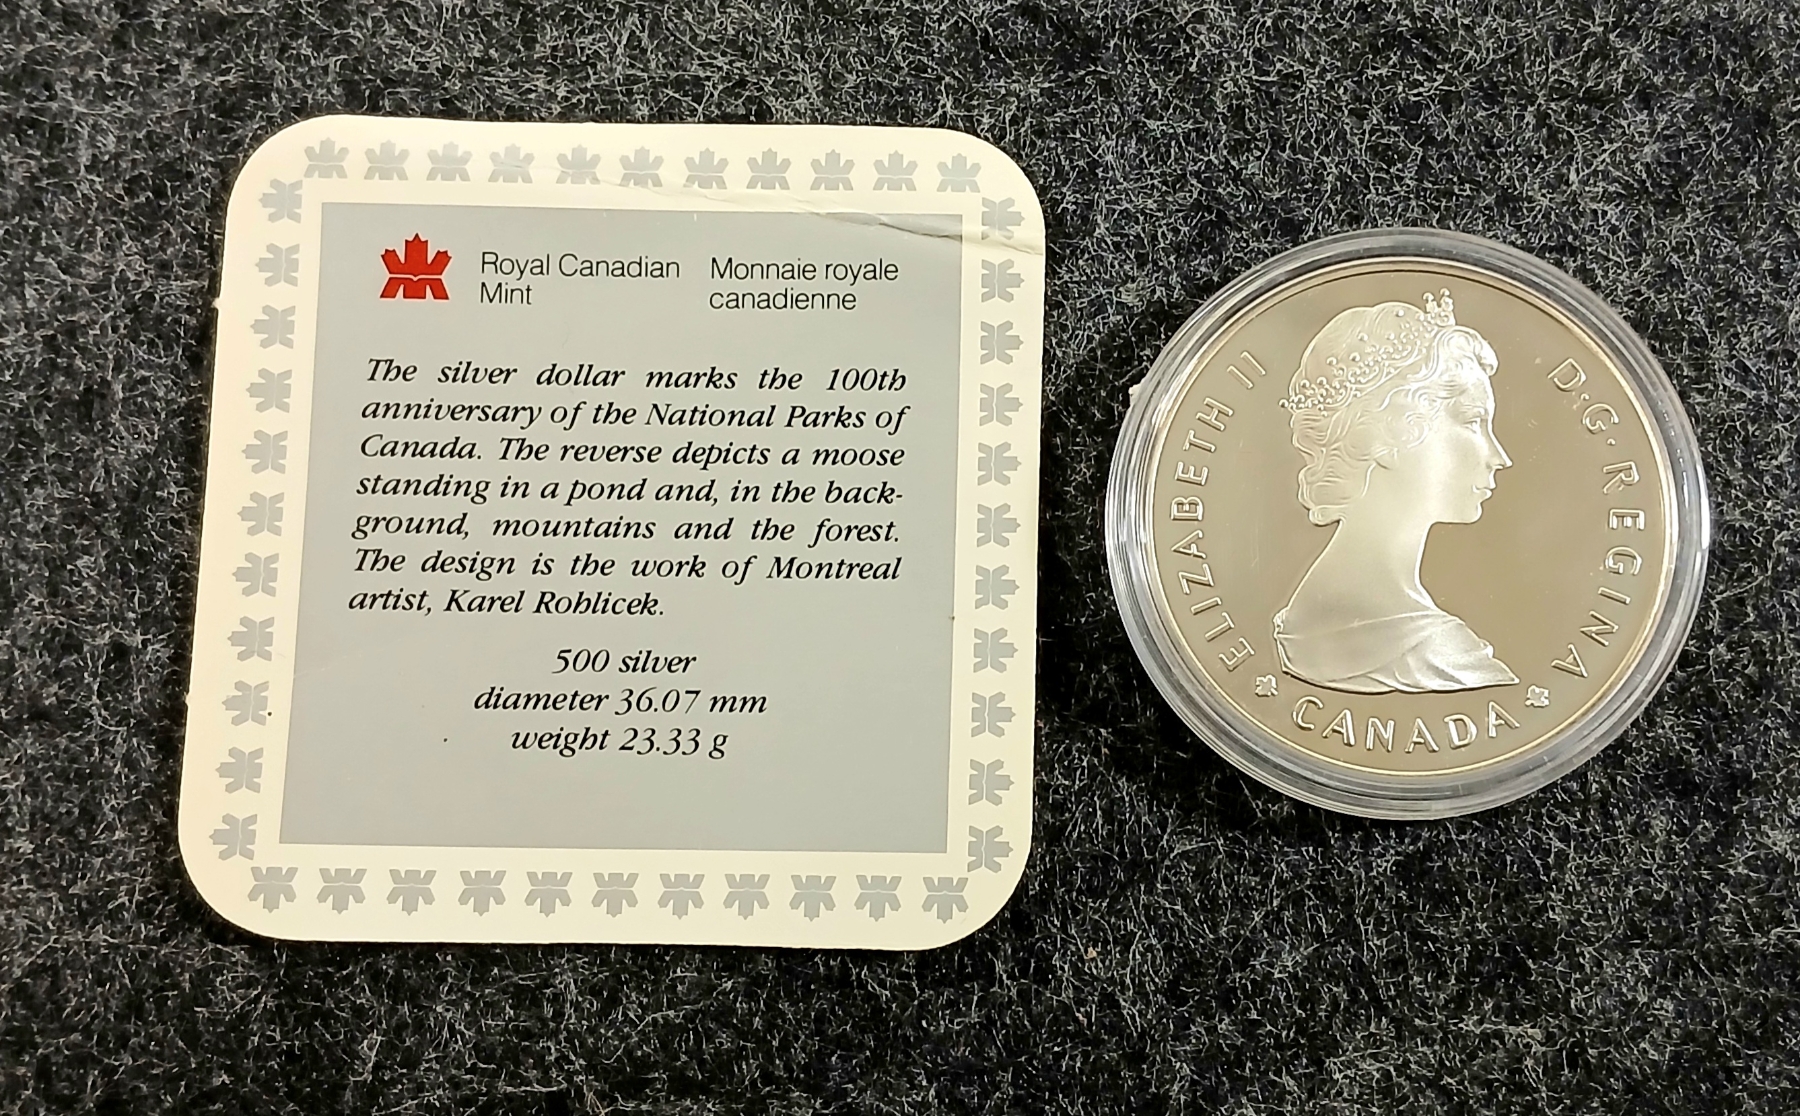 Royal Canadian
Mint
Monnaie royale
canadienne
The silver dollar marks the 100th
anniversary of the National Parks of
Canada. The reverse depicts a moose
standing in a pond and, in the back-
ground, mountains and the forest.
The design is the work of Montreal
artist, Karel Rohlicek.
500 silver
diameter 36.07 mm
weight 23.33 g
ELIZABETH II
D·G·REGINA
CANADA